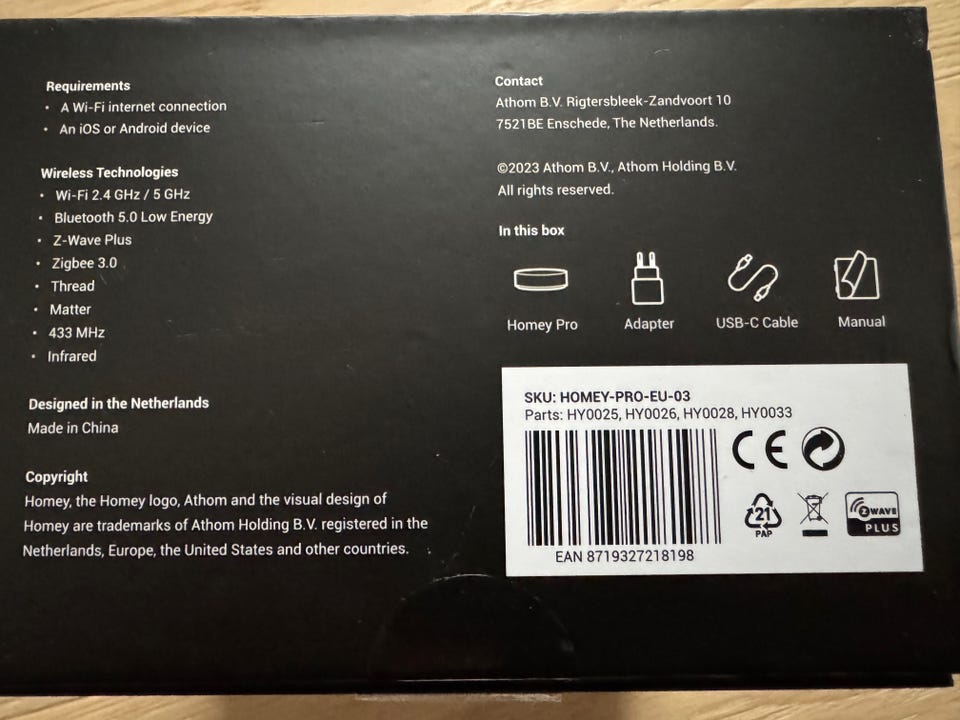 Requirements
• A Wi-Fi internet connection
• An iOS or Android device
Wireless Technologies
• Wi-Fi 2.4 GHz / 5 GHz
• Bluetooth 5.0 Low Energy
• Z-Wave Plus
• Zigbee 3.0
• Thread
• Matter
• 433 MHz
• Infrared
Designed in the Netherlands
Made in China
Copyright
Homey, the Homey logo, Athom and the visual design of
Homey are trademarks of Athom Holding B.V. registered in the
Netherlands, Europe, the United States and other countries.
Contact
Athom B.V. Rigtersbleek-Zandvoort 10
7521BE Enschede, The Netherlands.
©2023 Athom B.V., Athom Holding B.V.
All rights reserved.
In this box
Homey Pro
Adapter
USB-C Cable
Manual
SKU: HOMEY-PRO-EU-03
Parts: HY0025, HY0026, HY0028, HY0033
CE
21
PAP
Z WAVE
PLUS
EAN 8719327218198